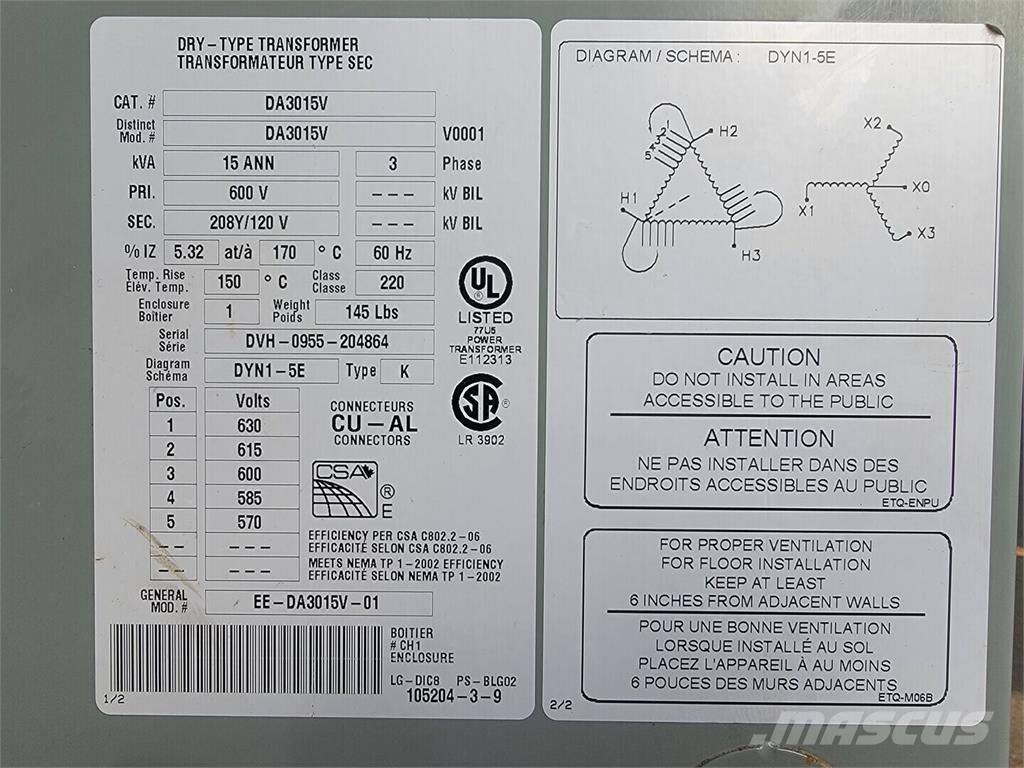 DRY-TYPE TRANSFORMER
TRANSFORMATEUR TYPE SEC
CAT. # DA3015V
Distinct Mod. # DA3015V V0001
kVA 15 ANN 3 Phase
PRI. 600 V --- kV BIL
SEC. 208Y/120 V --- kV BIL
% IZ 5.32 at/à 170 °C 60 Hz
Temp. Rise
Élév. Temp. 150 °C Class
Classe 220
Enclosure
Boîtier 1 Weight
Poids 145 Lbs
Serial
Série DVH-0955-204864
Diagram
Schéma DYN1-5E Type K
Pos. Volts
1 630
2 615
3 600
4 585
5 570
-- ---
-- ---
UL
®
LISTED
77U5
POWER
TRANSFORMER
E112313
CONNECTEURS
CU-AL
CONNECTORS
SA ®
LR 3902
CSA
®
E
EFFICIENCY PER CSA C802.2-06
EFFICACITÉ SELON CSA C802.2-06
MEETS NEMA TP 1-2002 EFFICIENCY
EFFICACITÉ SELON NEMA TP 1-2002
GENERAL
MOD. # EE-DA3015V-01
BOITIER
# CH1
ENCLOSURE
LG-DIC8 PS-BLG02
105204-3-9
1/2
DIAGRAM / SCHEMA : DYN1-5E
1
2
5
H2
H1
H3
X2
X0
X1
X3
CAUTION
DO NOT INSTALL IN AREAS
ACCESSIBLE TO THE PUBLIC
ATTENTION
NE PAS INSTALLER DANS DES
ENDROITS ACCESSIBLES AU PUBLIC
ETQ-ENPU
FOR PROPER VENTILATION
FOR FLOOR INSTALLATION
KEEP AT LEAST
6 INCHES FROM ADJACENT WALLS
POUR UNE BONNE VENTILATION
LORSQUE INSTALLÉ AU SOL
PLACEZ L'APPAREIL À AU MOINS
6 POUCES DES MURS ADJACENTS
ETQ-M06B
2/2
MASCUS